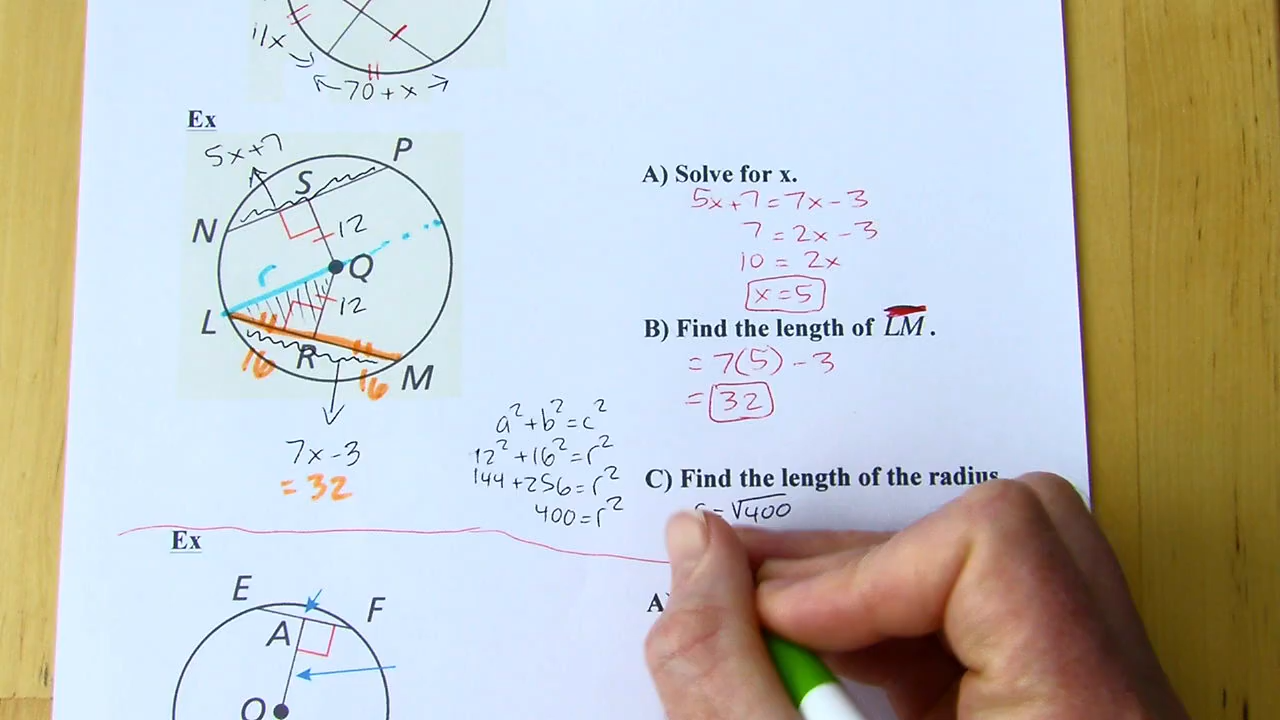 11x
70+x
Ex
5x+7
P
S
N
12
Q
r
12
L
R
16
16
M
7x-3
= 32
a²+b²=c²
12²+16²=r²
144+256=r²
400=r²
A) Solve for x.
5x+7=7x-3
7=2x-3
10=2x
x=5
B) Find the length of LM.
=7(5)-3
=32
C) Find the length of the radius
=√400
Ex
E
F
A
A)